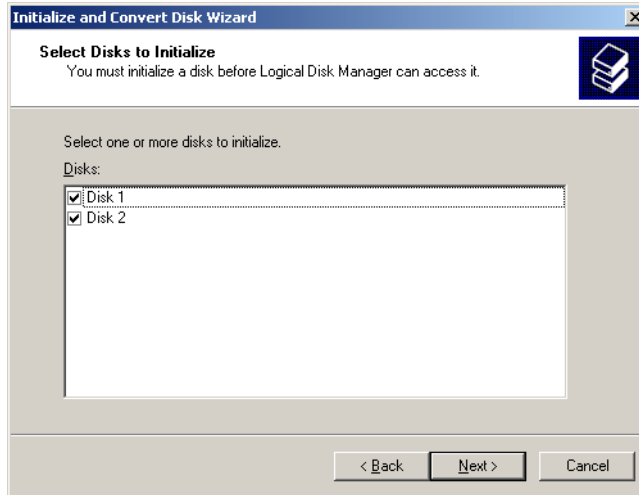 Initialize and Convert Disk Wizard
Select Disks to Initialize
You must initialize a disk before Logical Disk Manager can access it.
Select one or more disks to initialize.
Disks:
Disk 1
Disk 2
< Back
Next >
Cancel